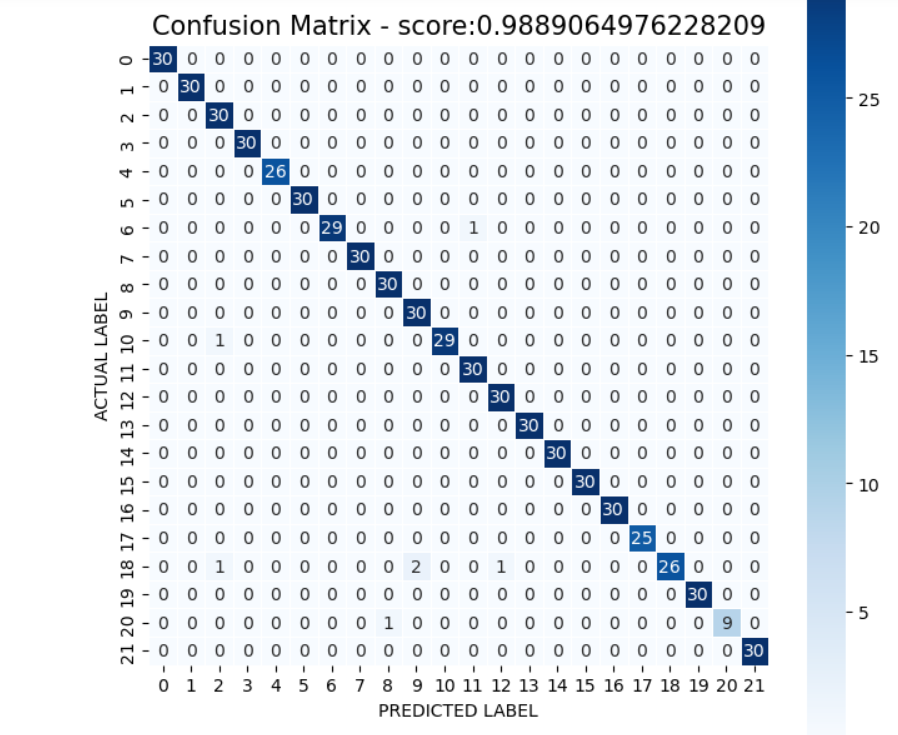 Confusion Matrix - score:0.9889064976228209
0 30 0 0 0 0 0 0 0 0 0 0 0 0 0 0 0 0 0 0 0 0 0
1 0 30 0 0 0 0 0 0 0 0 0 0 0 0 0 0 0 0 0 0 0 0
2 0 0 30 0 0 0 0 0 0 0 0 0 0 0 0 0 0 0 0 0 0 0
3 0 0 0 30 0 0 0 0 0 0 0 0 0 0 0 0 0 0 0 0 0 0
4 0 0 0 0 26 0 0 0 0 0 0 0 0 0 0 0 0 0 0 0 0 0
5 0 0 0 0 0 30 0 0 0 0 0 0 0 0 0 0 0 0 0 0 0 0
6 0 0 0 0 0 0 29 0 0 0 0 1 0 0 0 0 0 0 0 0 0 0
7 0 0 0 0 0 0 0 30 0 0 0 0 0 0 0 0 0 0 0 0 0 0
8 0 0 0 0 0 0 0 0 30 0 0 0 0 0 0 0 0 0 0 0 0 0
9 0 0 0 0 0 0 0 0 0 30 0 0 0 0 0 0 0 0 0 0 0 0
10 0 0 1 0 0 0 0 0 0 0 29 0 0 0 0 0 0 0 0 0 0 0
11 0 0 0 0 0 0 0 0 0 0 0 30 0 0 0 0 0 0 0 0 0 0
12 0 0 0 0 0 0 0 0 0 0 0 0 30 0 0 0 0 0 0 0 0 0
13 0 0 0 0 0 0 0 0 0 0 0 0 0 30 0 0 0 0 0 0 0 0
14 0 0 0 0 0 0 0 0 0 0 0 0 0 0 30 0 0 0 0 0 0 0
15 0 0 0 0 0 0 0 0 0 0 0 0 0 0 0 30 0 0 0 0 0 0
16 0 0 0 0 0 0 0 0 0 0 0 0 0 0 0 0 30 0 0 0 0 0
17 0 0 0 0 0 0 0 0 0 0 0 0 0 0 0 0 0 25 0 0 0 0
18 0 0 1 0 0 0 0 0 0 2 0 0 1 0 0 0 0 0 26 0 0 0
19 0 0 0 0 0 0 0 0 0 0 0 0 0 0 0 0 0 0 0 30 0 0
20 0 0 0 0 0 0 0 0 1 0 0 0 0 0 0 0 0 0 0 0 9 0
21 0 0 0 0 0 0 0 0 0 0 0 0 0 0 0 0 0 0 0 0 0 30
0 1 2 3 4 5 6 7 8 9 10 11 12 13 14 15 16 17 18 19 20 21
PREDICTED LABEL
ACTUAL LABEL
25
20
15
10
5